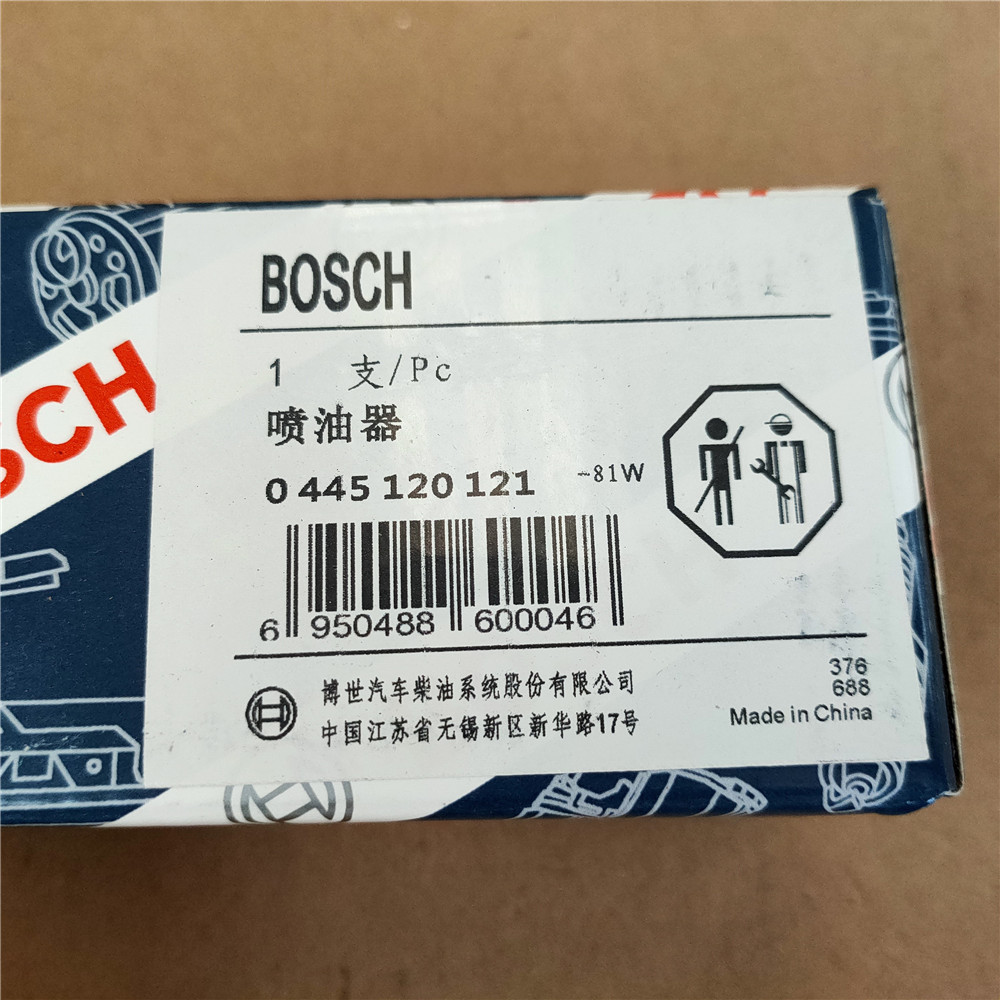 BOSCH
1 支/Pc
喷油器
0 445 120 121 ~81W
6 950488 600046
博世汽车柴油系统股份有限公司
中国江苏省无锡新区新华路17号
376
688
Made in China
SCH